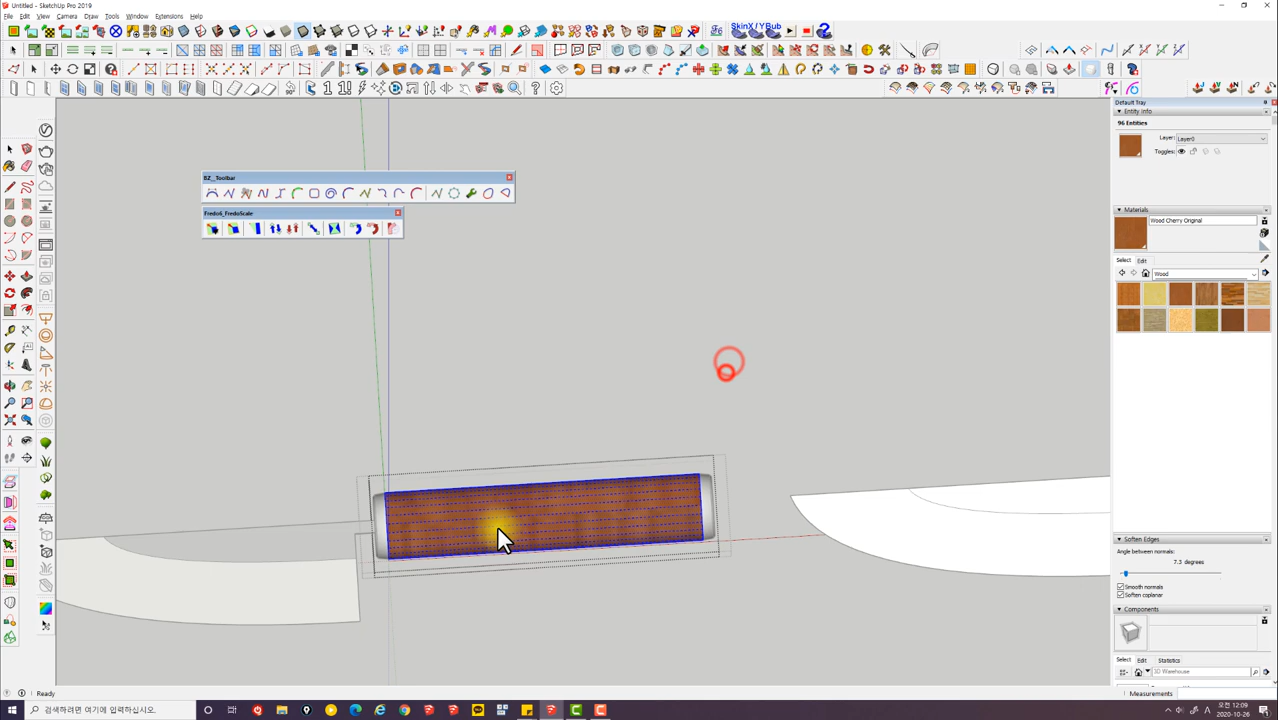 Untitled - SketchUp Pro 2019
File Edit View Camera Draw Tools Window Extensions Help
SkinX/YBub
BZ__Toolbar
Fredo6_FredoScale
Default Tray
Entity Info
96 Entities
Layer: Layer0
Toggles:
Materials
Wood Cherry Original
Select Edit
Wood
Soften Edges
Angle between normals:
7.3 degrees
Smooth normals
Soften coplanar
Components
Select Edit Statistics
3D Warehouse
Ready
Measurements
검색하려면 여기에 입력하십시오.
A
오전 12:09
2020-10-26